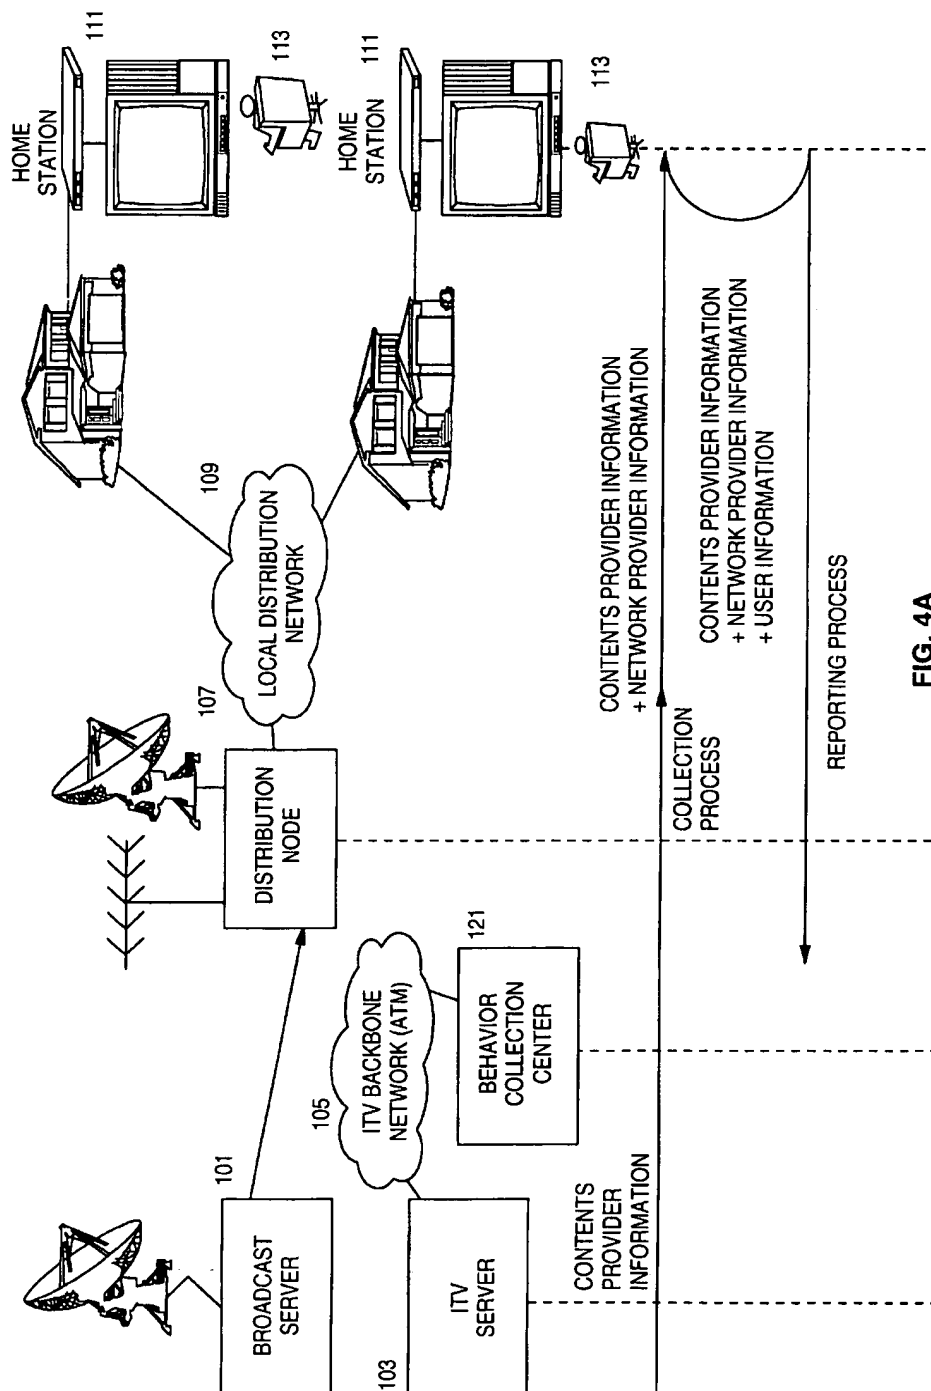 HOME
STATION
111
113
HOME
STATION
111
113
109
LOCAL DISTRIBUTION
NETWORK
107
DISTRIBUTION
NODE
101
BROADCAST
SERVER
105
ITV BACKBONE
NETWORK (ATM)
121
BEHAVIOR
COLLECTION
CENTER
103
ITV
SERVER
CONTENTS
PROVIDER
INFORMATION
COLLECTION
PROCESS
CONTENTS PROVIDER INFORMATION
+ NETWORK PROVIDER INFORMATION
CONTENTS PROVIDER INFORMATION
+ NETWORK PROVIDER INFORMATION
+ USER INFORMATION
REPORTING PROCESS
FIG. 4A